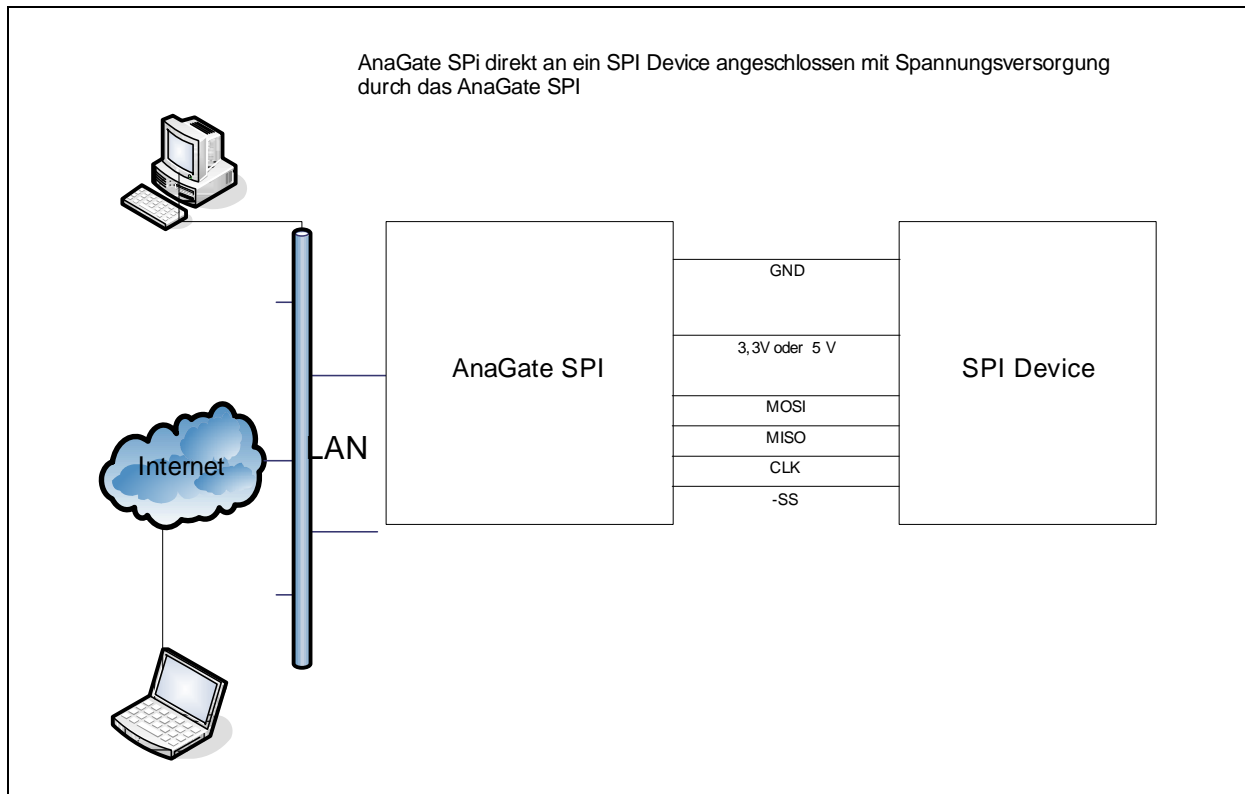 AnaGate SPi direkt an ein SPI Device angeschlossen mit Spannungsversorgung
durch das AnaGate SPI
GND
3,3V oder 5 V
AnaGate SPI
SPI Device
MOSI
MISO
CLK
-SS
LAN
Internet